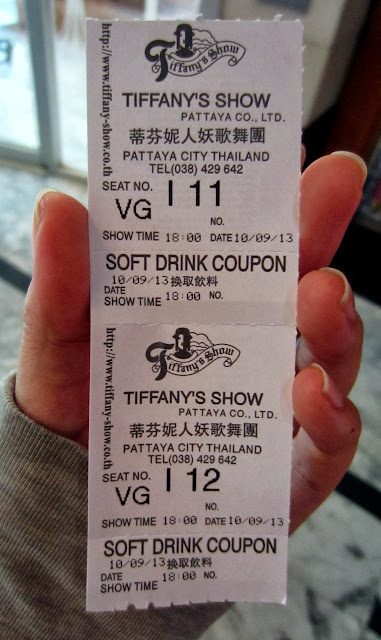 http://www.tiffany-show.co.th
Tiffany's Show
TIFFANY'S SHOW
PATTAYA CO., LTD.
蒂芬妮人妖歌舞團
PATTAYA CITY THAILAND
TEL(038) 429 642
SEAT NO. I 11
VG NO.
SHOW TIME 18:00 DATE 10/09/13
SOFT DRINK COUPON
10/09/13 換取飲料
DATE
SHOW TIME 18:00 NO.
http://www.tiffany-show.co.th
Tiffany's Show
TIFFANY'S SHOW
PATTAYA CO., LTD.
蒂芬妮人妖歌舞團
PATTAYA CITY THAILAND
TEL(038) 429 642
SEAT NO. I 12
VG NO.
SHOW TIME 18:00 DATE 10/09/13
SOFT DRINK COUPON
10/09/13 換取飲料
DATE
SHOW TIME 18:00 NO.